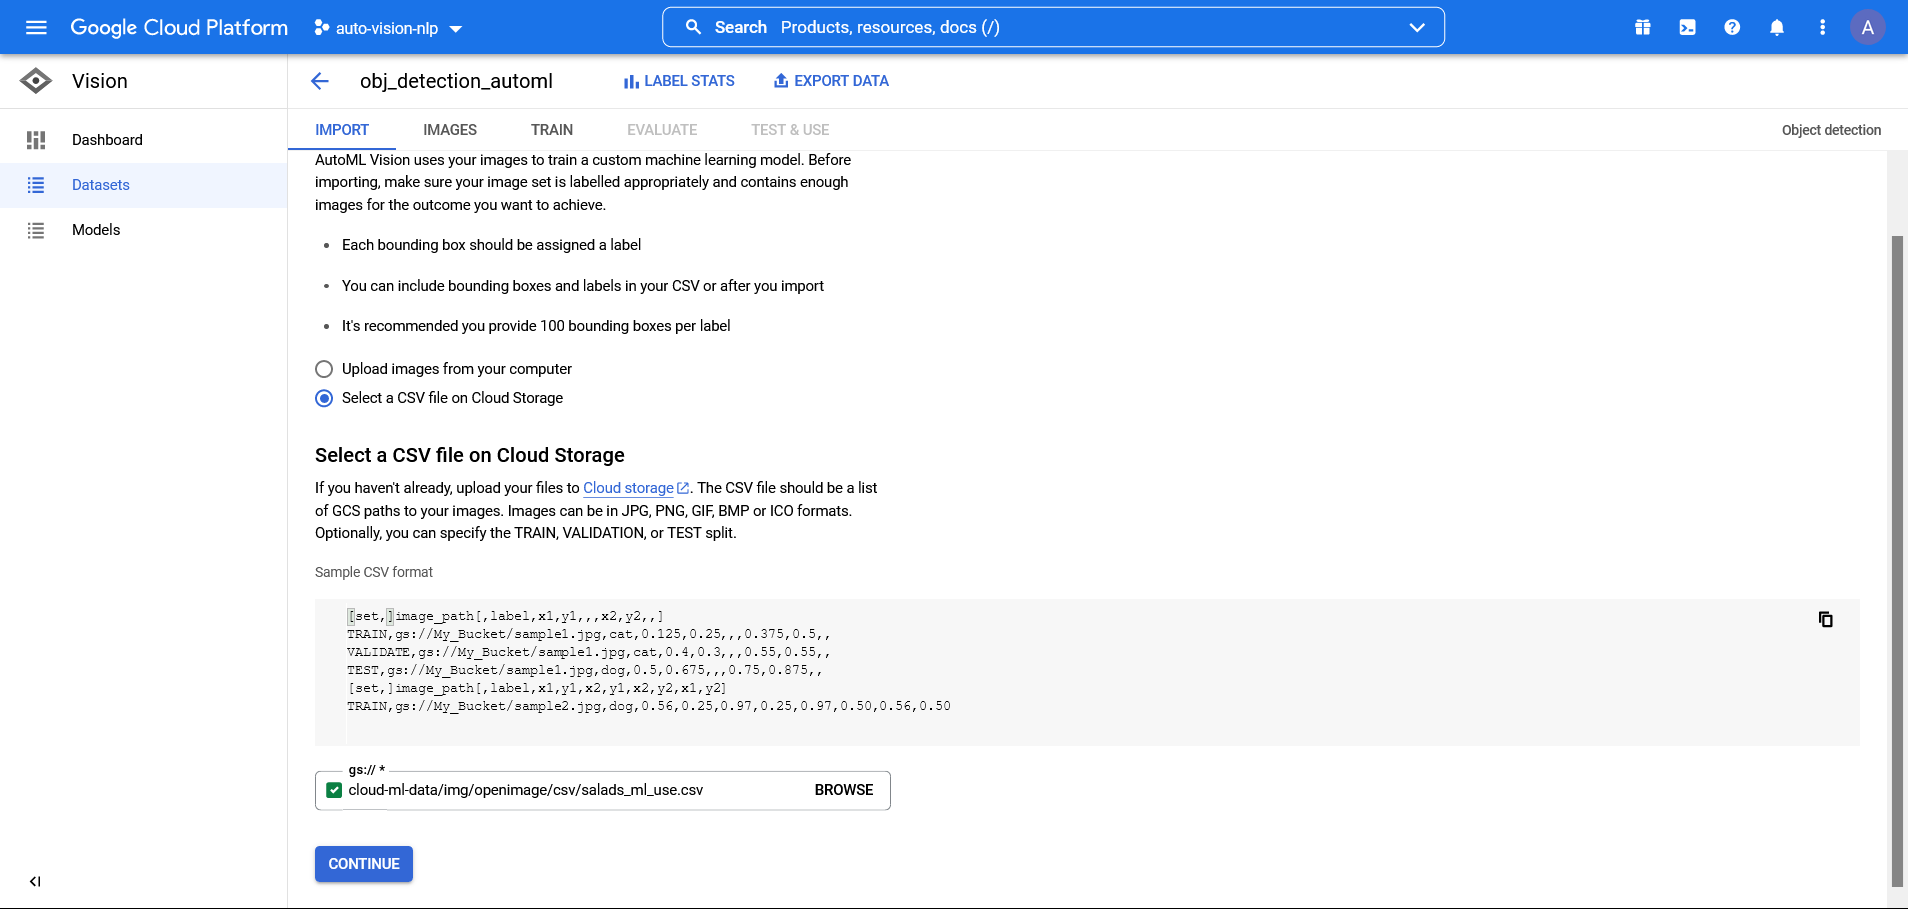 Google Cloud Platform
auto-vision-nlp
Search Products, resources, docs (/)
A
Vision
obj_detection_automl
LABEL STATS
EXPORT DATA
Dashboard
Datasets
Models
IMPORT
IMAGES
TRAIN
EVALUATE
TEST & USE
Object detection
AutoML Vision uses your images to train a custom machine learning model. Before
importing, make sure your image set is labelled appropriately and contains enough
images for the outcome you want to achieve.
Each bounding box should be assigned a label
You can include bounding boxes and labels in your CSV or after you import
It's recommended you provide 100 bounding boxes per label
Upload images from your computer
Select a CSV file on Cloud Storage
Select a CSV file on Cloud Storage
If you haven't already, upload your files to Cloud storage. The CSV file should be a list
of GCS paths to your images. Images can be in JPG, PNG, GIF, BMP or ICO formats.
Optionally, you can specify the TRAIN, VALIDATION, or TEST split.
Sample CSV format
[set,]image_path[,label,x1,y1,,,x2,y2,,]
TRAIN,gs://My_Bucket/sample1.jpg,cat,0.125,0.25,,,0.375,0.5,,
VALIDATE,gs://My_Bucket/sample1.jpg,cat,0.4,0.3,,,0.55,0.55,,
TEST,gs://My_Bucket/sample1.jpg,dog,0.5,0.675,,,0.75,0.875,,
[set,]image_path[,label,x1,y1,x2,y1,x2,y2,x1,y2]
TRAIN,gs://My_Bucket/sample2.jpg,dog,0.56,0.25,0.97,0.25,0.97,0.50,0.56,0.50
gs:// *
cloud-ml-data/img/openimage/csv/salads_ml_use.csv
BROWSE
CONTINUE